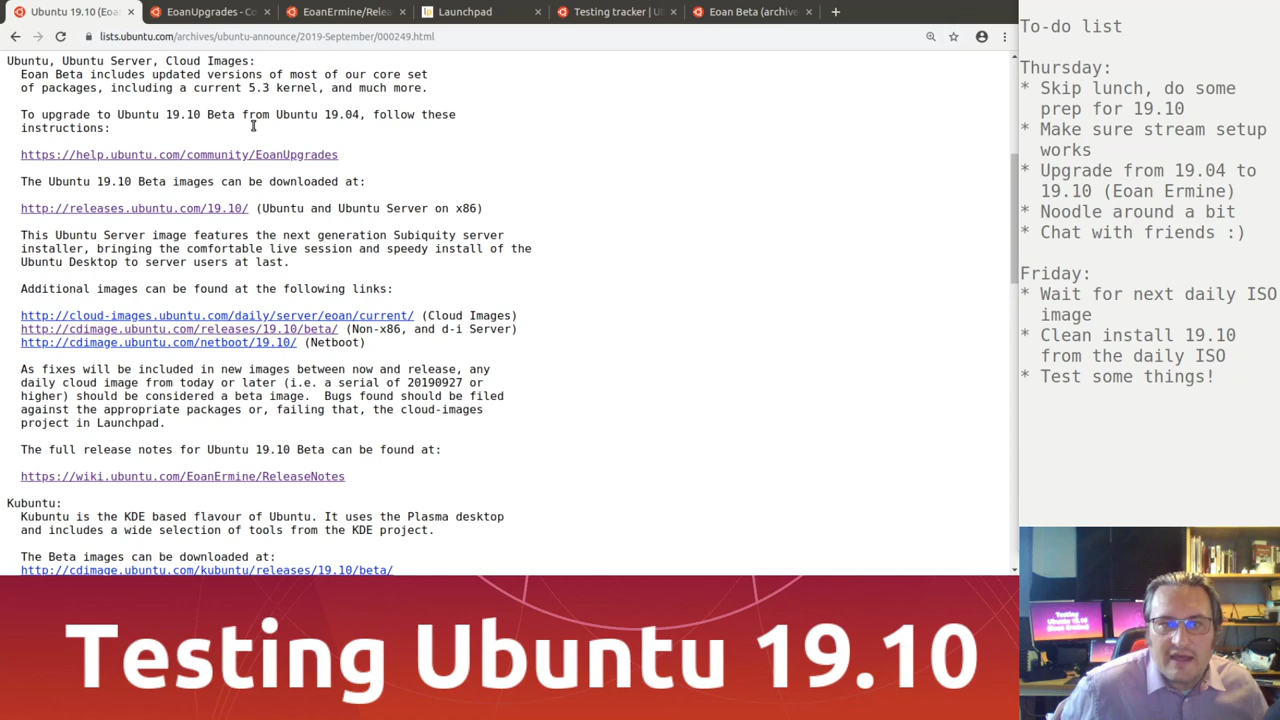 Ubuntu 19.10 (Eoa
EoanUpgrades - Co
EoanErmine/Rele
Launchpad
Testing tracker | Ub
Eoan Beta (archive
lists.ubuntu.com/archives/ubuntu-announce/2019-September/000249.html
Ubuntu, Ubuntu Server, Cloud Images:
Eoan Beta includes updated versions of most of our core set
of packages, including a current 5.3 kernel, and much more.
To upgrade to Ubuntu 19.10 Beta from Ubuntu 19.04, follow these
instructions:
https://help.ubuntu.com/community/EoanUpgrades
The Ubuntu 19.10 Beta images can be downloaded at:
http://releases.ubuntu.com/19.10/ (Ubuntu and Ubuntu Server on x86)
This Ubuntu Server image features the next generation Subiquity server
installer, bringing the comfortable live session and speedy install of the
Ubuntu Desktop to server users at last.
Additional images can be found at the following links:
http://cloud-images.ubuntu.com/daily/server/eoan/current/ (Cloud Images)
http://cdimage.ubuntu.com/releases/19.10/beta/ (Non-x86, and d-i Server)
http://cdimage.ubuntu.com/netboot/19.10/ (Netboot)
As fixes will be included in new images between now and release, any
daily cloud image from today or later (i.e. a serial of 20190927 or
higher) should be considered a beta image.  Bugs found should be filed
against the appropriate packages or, failing that, the cloud-images
project in Launchpad.
The full release notes for Ubuntu 19.10 Beta can be found at:
https://wiki.ubuntu.com/EoanErmine/ReleaseNotes
Kubuntu:
Kubuntu is the KDE based flavour of Ubuntu. It uses the Plasma desktop
and includes a wide selection of tools from the KDE project.
The Beta images can be downloaded at:
http://cdimage.ubuntu.com/kubuntu/releases/19.10/beta/
To-do list
Thursday:
* Skip lunch, do some
prep for 19.10
* Make sure stream setup
works
* Upgrade from 19.04 to
19.10 (Eoan Ermine)
* Noodle around a bit
* Chat with friends :)
Friday:
* Wait for next daily ISO
image
* Clean install 19.10
from the daily ISO
* Test some things!
Testing Ubuntu 19.10